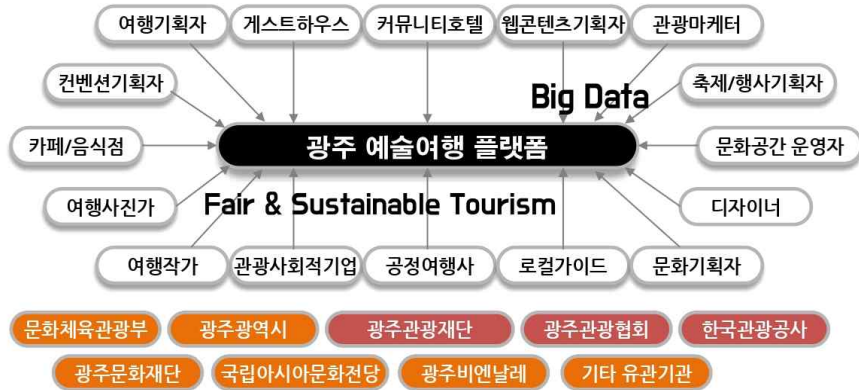 여행기획자 게스트하우스 커뮤니티호텔 웹콘텐츠기획자 관광마케터
컨벤션기획자 축제/행사기획자
Big Data
카페/음식점 광주 예술여행 플랫폼 문화공간 운영자
여행사진가 Fair & Sustainable Tourism 디자이너
여행작가 관광사회적기업 공정여행사 로컬가이드 문화기획자
문화체육관광부 광주광역시 광주관광재단 광주관광협회 한국관광공사
광주문화재단 국립아시아문화전당 광주비엔날레 기타 유관기관